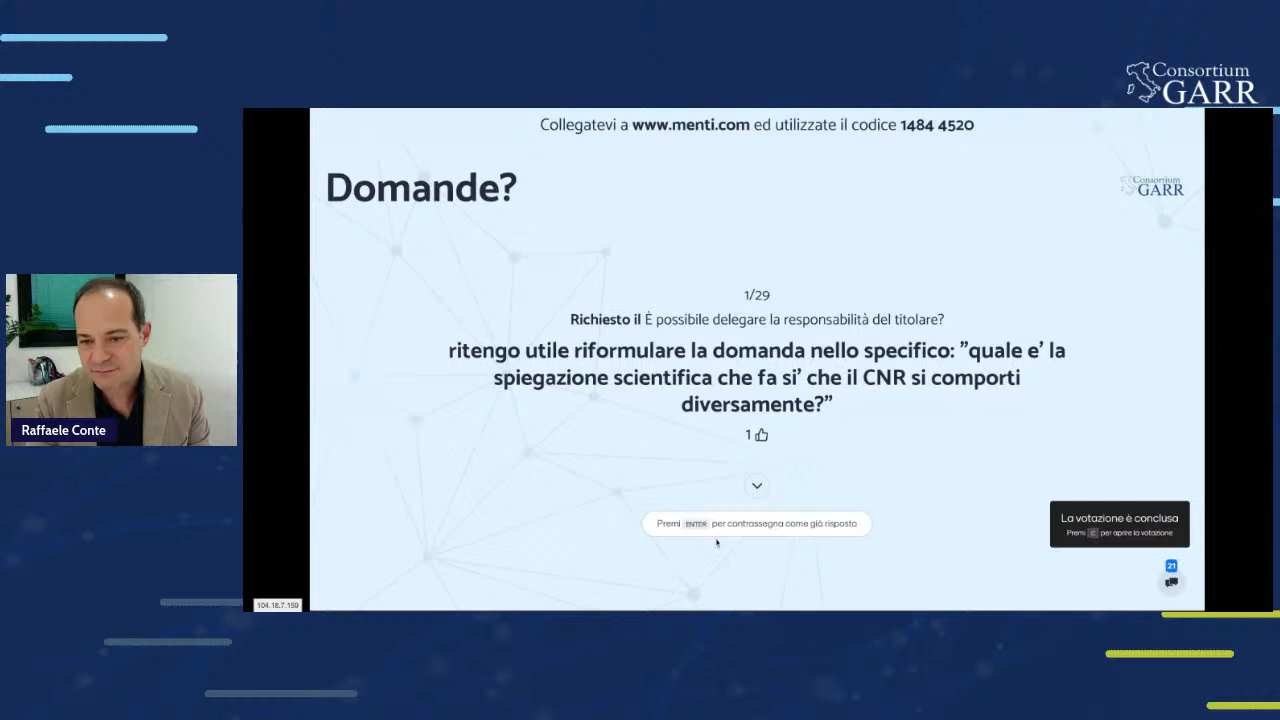 Consortium
GARR
Collegatevi a www.menti.com ed utilizzate il codice 1484 4520
Domande?
Consortium
GARR
1/29
Richiesto il È possibile delegare la responsabilità del titolare?
ritengo utile riformulare la domanda nello specifico: "quale e' la
spiegazione scientifica che fa si' che il CNR si comporti
diversamente?"
1
Raffaele Conte
Premi ENTER per contrassegna come già risposto
La votazione è conclusa
Premi C per aprire la votazione
21
104.18.7.159